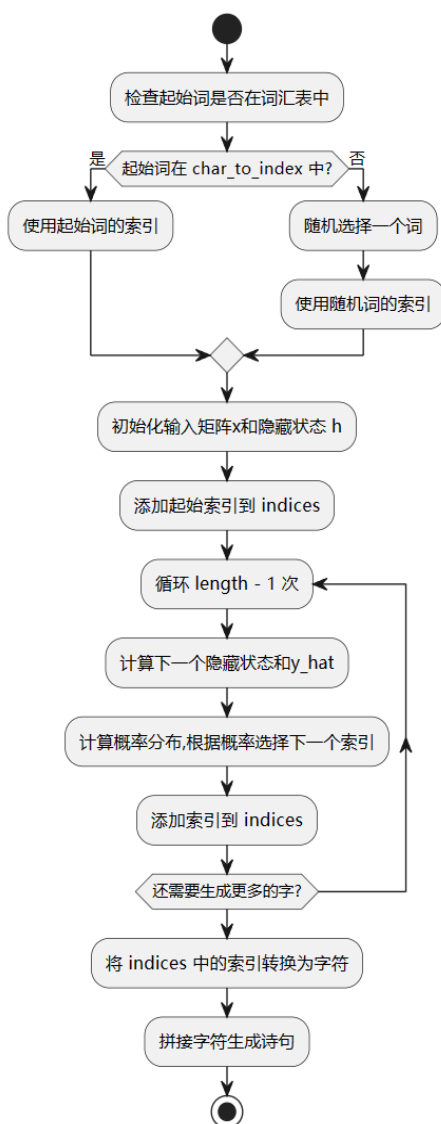 检查起始词是否在词汇表中
是
起始词在 char_to_index 中?
否
使用起始词的索引
随机选择一个词
使用随机词的索引
初始化输入矩阵x和隐藏状态 h
添加起始索引到 indices
循环 length - 1 次
计算下一个隐藏状态和y_hat
计算概率分布,根据概率选择下一个索引
添加索引到 indices
还需要生成更多的字?
将 indices 中的索引转换为字符
拼接字符生成诗句